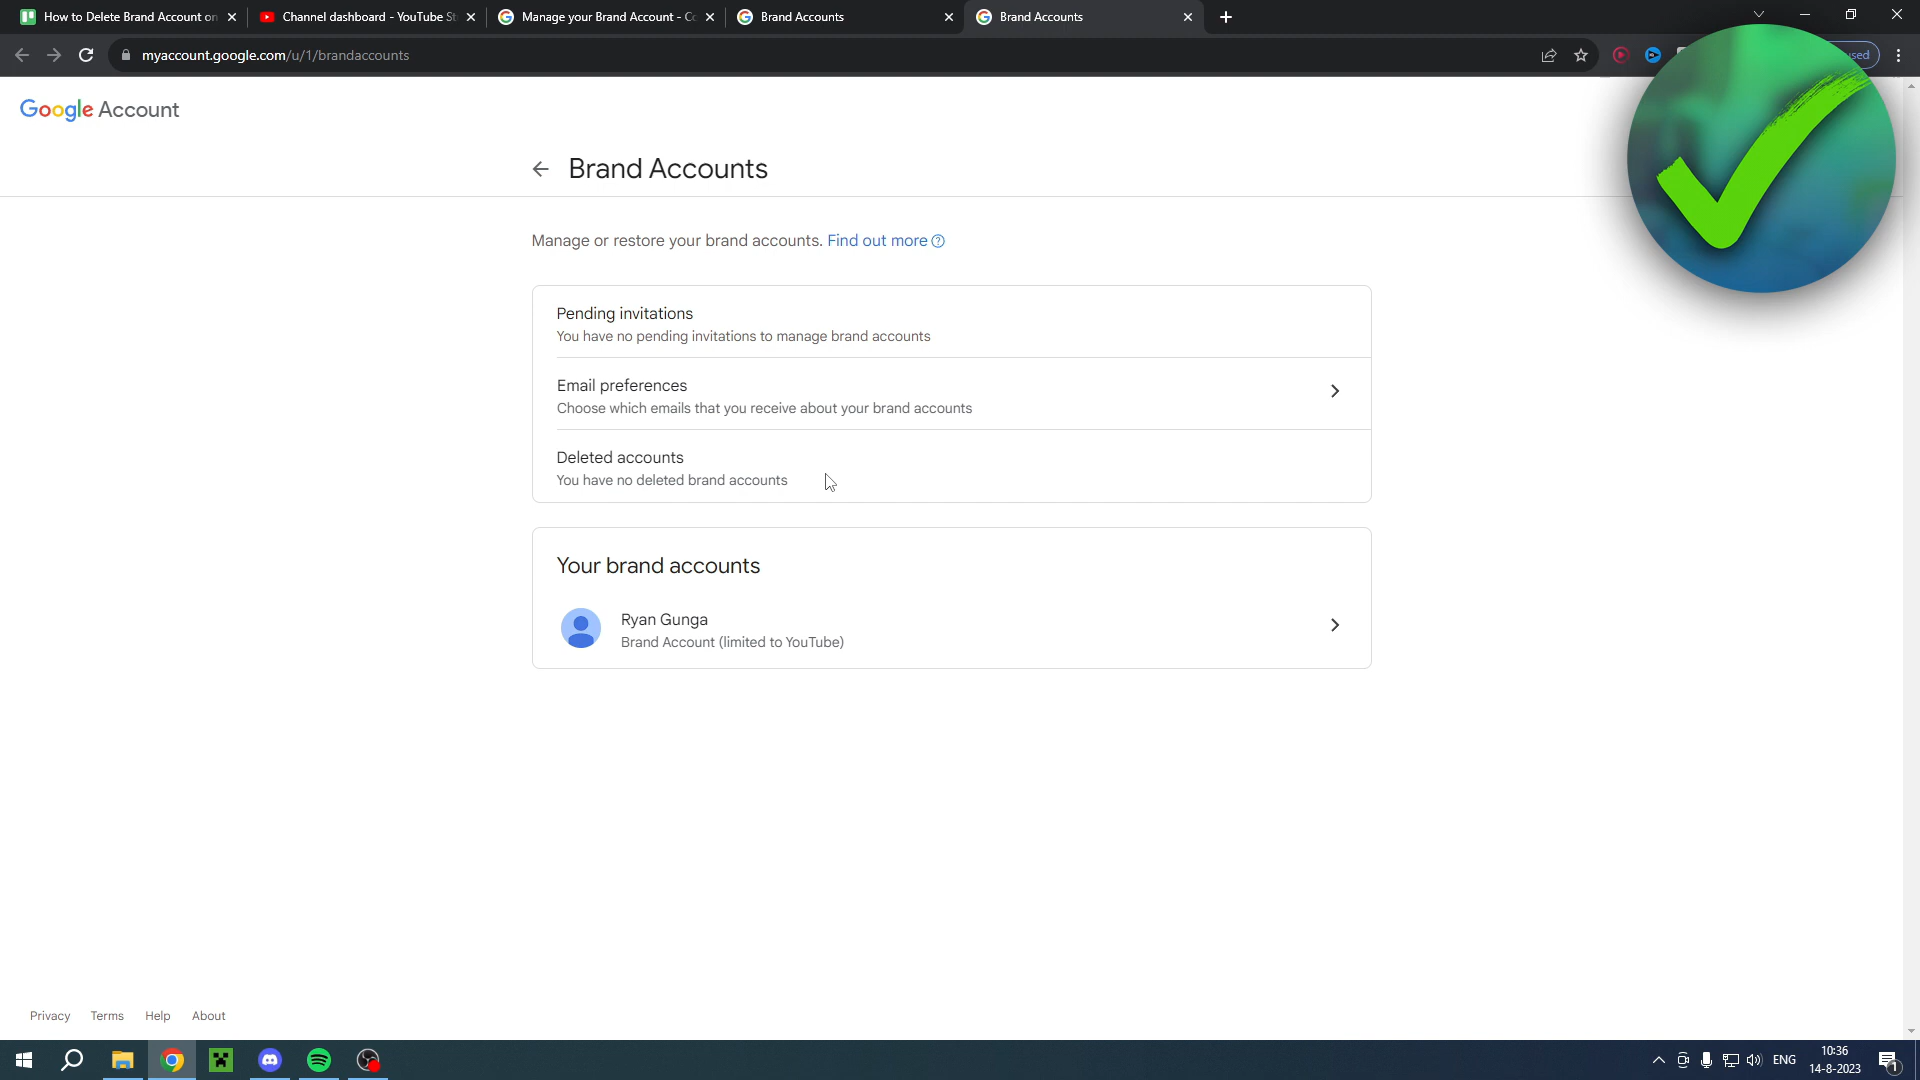 How to Delete Brand Account on
Channel dashboard - YouTube St
Manage your Brand Account - Co
Brand Accounts
Brand Accounts
myaccount.google.com/u/1/brandaccounts
Google Account
Brand Accounts
Manage or restore your brand accounts. Find out more
Pending invitations
You have no pending invitations to manage brand accounts
Email preferences
Choose which emails that you receive about your brand accounts
Deleted accounts
You have no deleted brand accounts
Your brand accounts
Ryan Gunga
Brand Account (limited to YouTube)
Privacy Terms Help About
ENG
10:36
14-8-2023
1